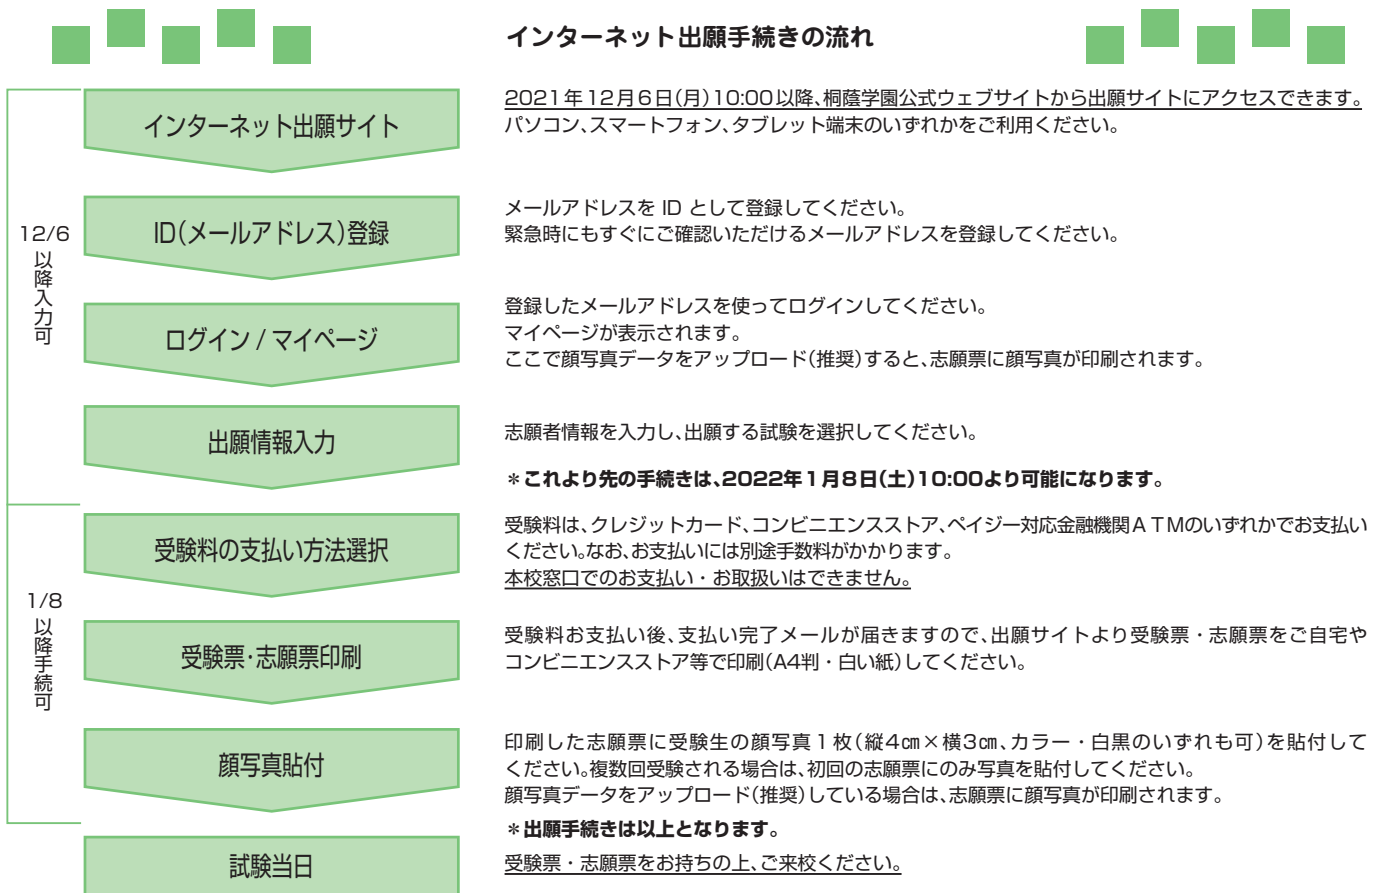 インターネット出願手続きの流れ
12/6
以降入力可
インターネット出願サイト
2021年12月6日(月)10:00以降、桐蔭学園公式ウェブサイトから出願サイトにアクセスできます。
パソコン、スマートフォン、タブレット端末のいずれかをご利用ください。
ID(メールアドレス)登録
メールアドレスを ID として登録してください。
緊急時にもすぐにご確認いただけるメールアドレスを登録してください。
ログイン / マイページ
登録したメールアドレスを使ってログインしてください。
マイページが表示されます。
ここで顔写真データをアップロード(推奨)すると、志願票に顔写真が印刷されます。
出願情報入力
志願者情報を入力し、出願する試験を選択してください。
＊これより先の手続きは、2022年1月8日(土)10:00より可能になります。
1/8
以降手続可
受験料の支払い方法選択
受験料は、クレジットカード、コンビニエンスストア、ペイジー対応金融機関ATMのいずれかでお支払い
ください。なお、お支払いには別途手数料がかかります。
本校窓口でのお支払い・お取扱いはできません。
受験票・志願票印刷
受験料お支払い後、支払い完了メールが届きますので、出願サイトより受験票・志願票をご自宅や
コンビニエンスストア等で印刷(A4判・白い紙)してください。
顔写真貼付
印刷した志願票に受験生の顔写真1枚(縦4㎝×横3㎝、カラー・白黒のいずれも可)を貼付して
ください。複数回受験される場合は、初回の志願票にのみ写真を貼付してください。
顔写真データをアップロード(推奨)している場合は、志願票に顔写真が印刷されます。
＊出願手続きは以上となります。
試験当日
受験票・志願票をお持ちの上、ご来校ください。